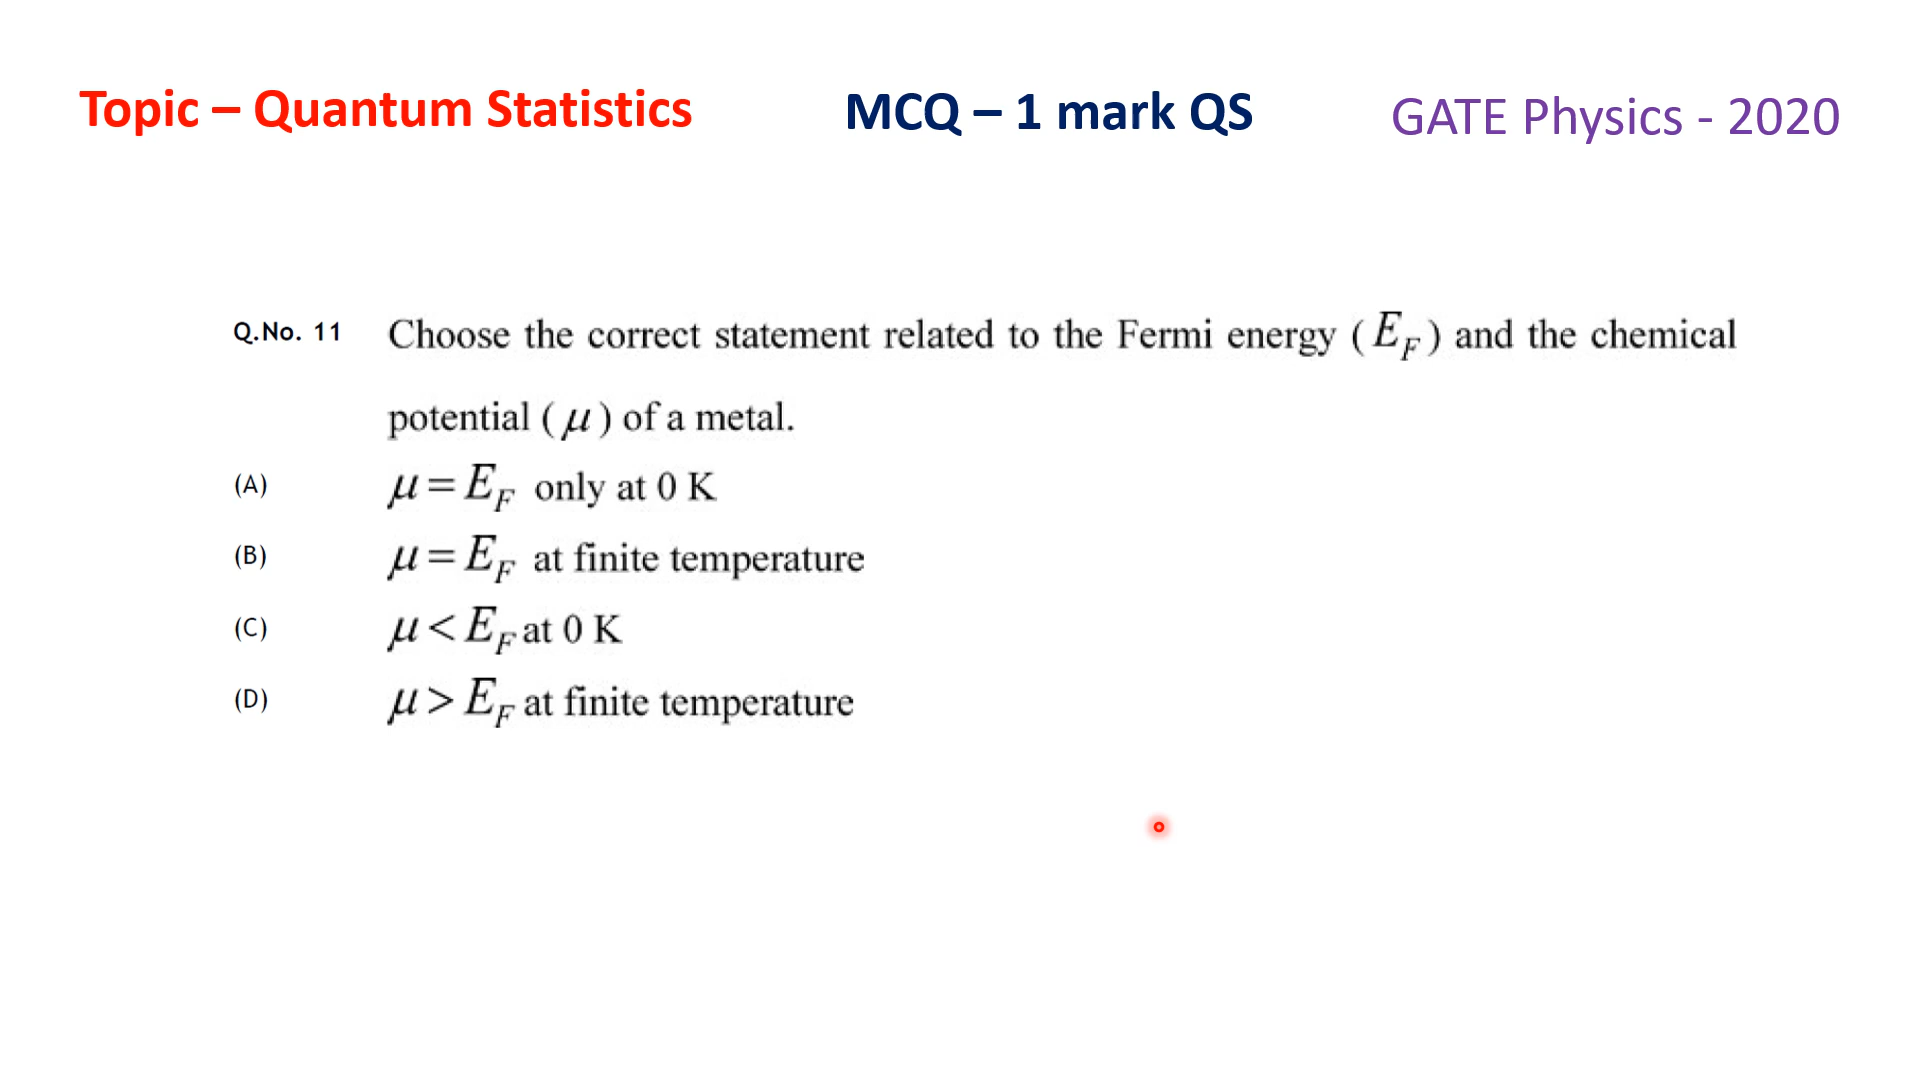 Topic – Quantum Statistics MCQ – 1 mark QS GATE Physics - 2020
Q.No. 11 Choose the correct statement related to the Fermi energy ( E_F ) and the chemical
potential ( μ ) of a metal.
(A) μ = E_F only at 0 K
(B) μ = E_F at finite temperature
(C) μ < E_F at 0 K
(D) μ > E_F at finite temperature